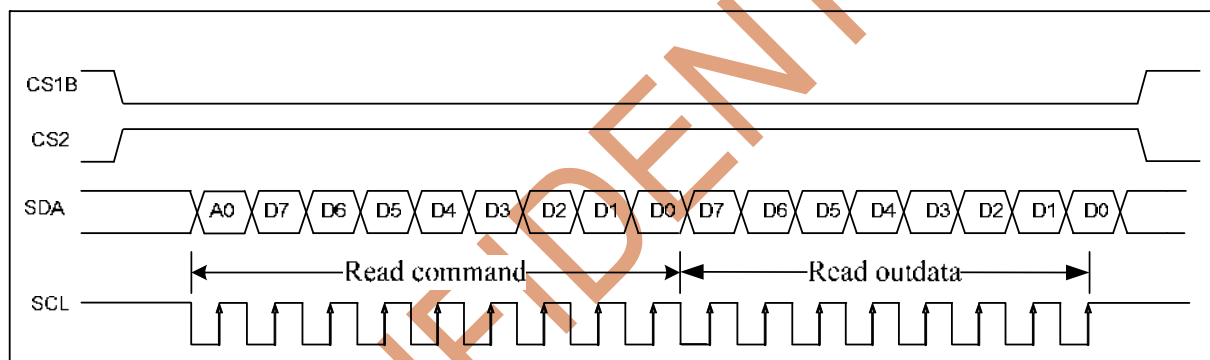 CS1B
CS2
SDA A0 D7 D6 D5 D4 D3 D2 D1 D0 D7 D6 D5 D4 D3 D2 D1 D0
Read command Read outdata
SCL